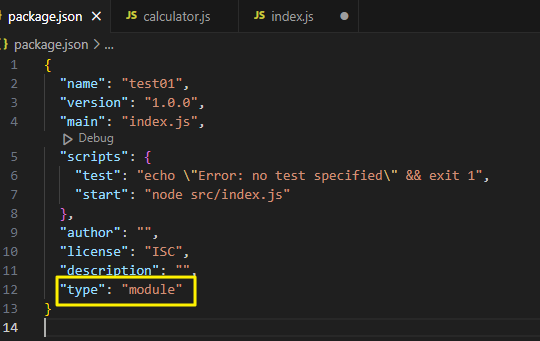 package.json ×
JS calculator.js
JS index.js
package.json > ...
1 {
2 "name": "test01",
3 "version": "1.0.0",
4 "main": "index.js",
Debug
5 "scripts": {
6 "test": "echo \"Error: no test specified\" && exit 1",
7 "start": "node src/index.js"
8 },
9 "author": "",
10 "license": "ISC",
11 "description": "",
12 "type": "module"
13 }
14